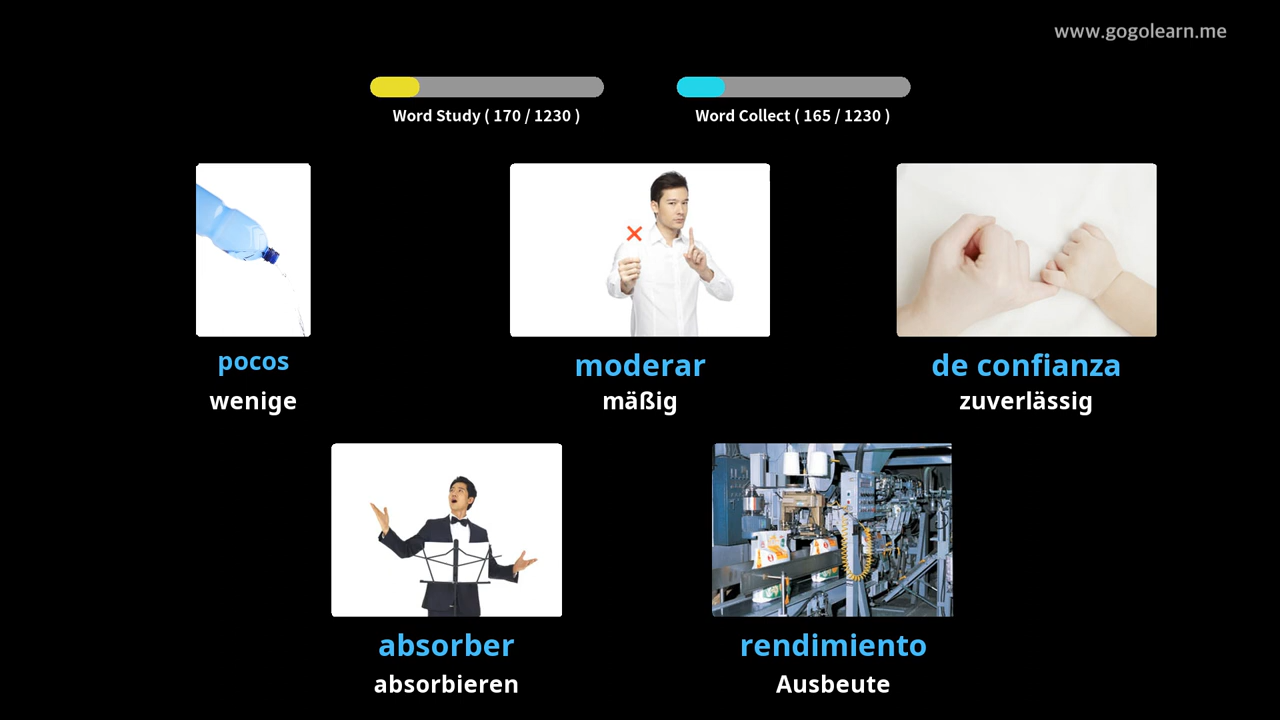 www.gogolearn.me
Word Study ( 170 / 1230 )
Word Collect ( 165 / 1230 )
pocos
wenige
moderar
mäßig
de confianza
zuverlässig
absorber
absorbieren
rendimiento
Ausbeute